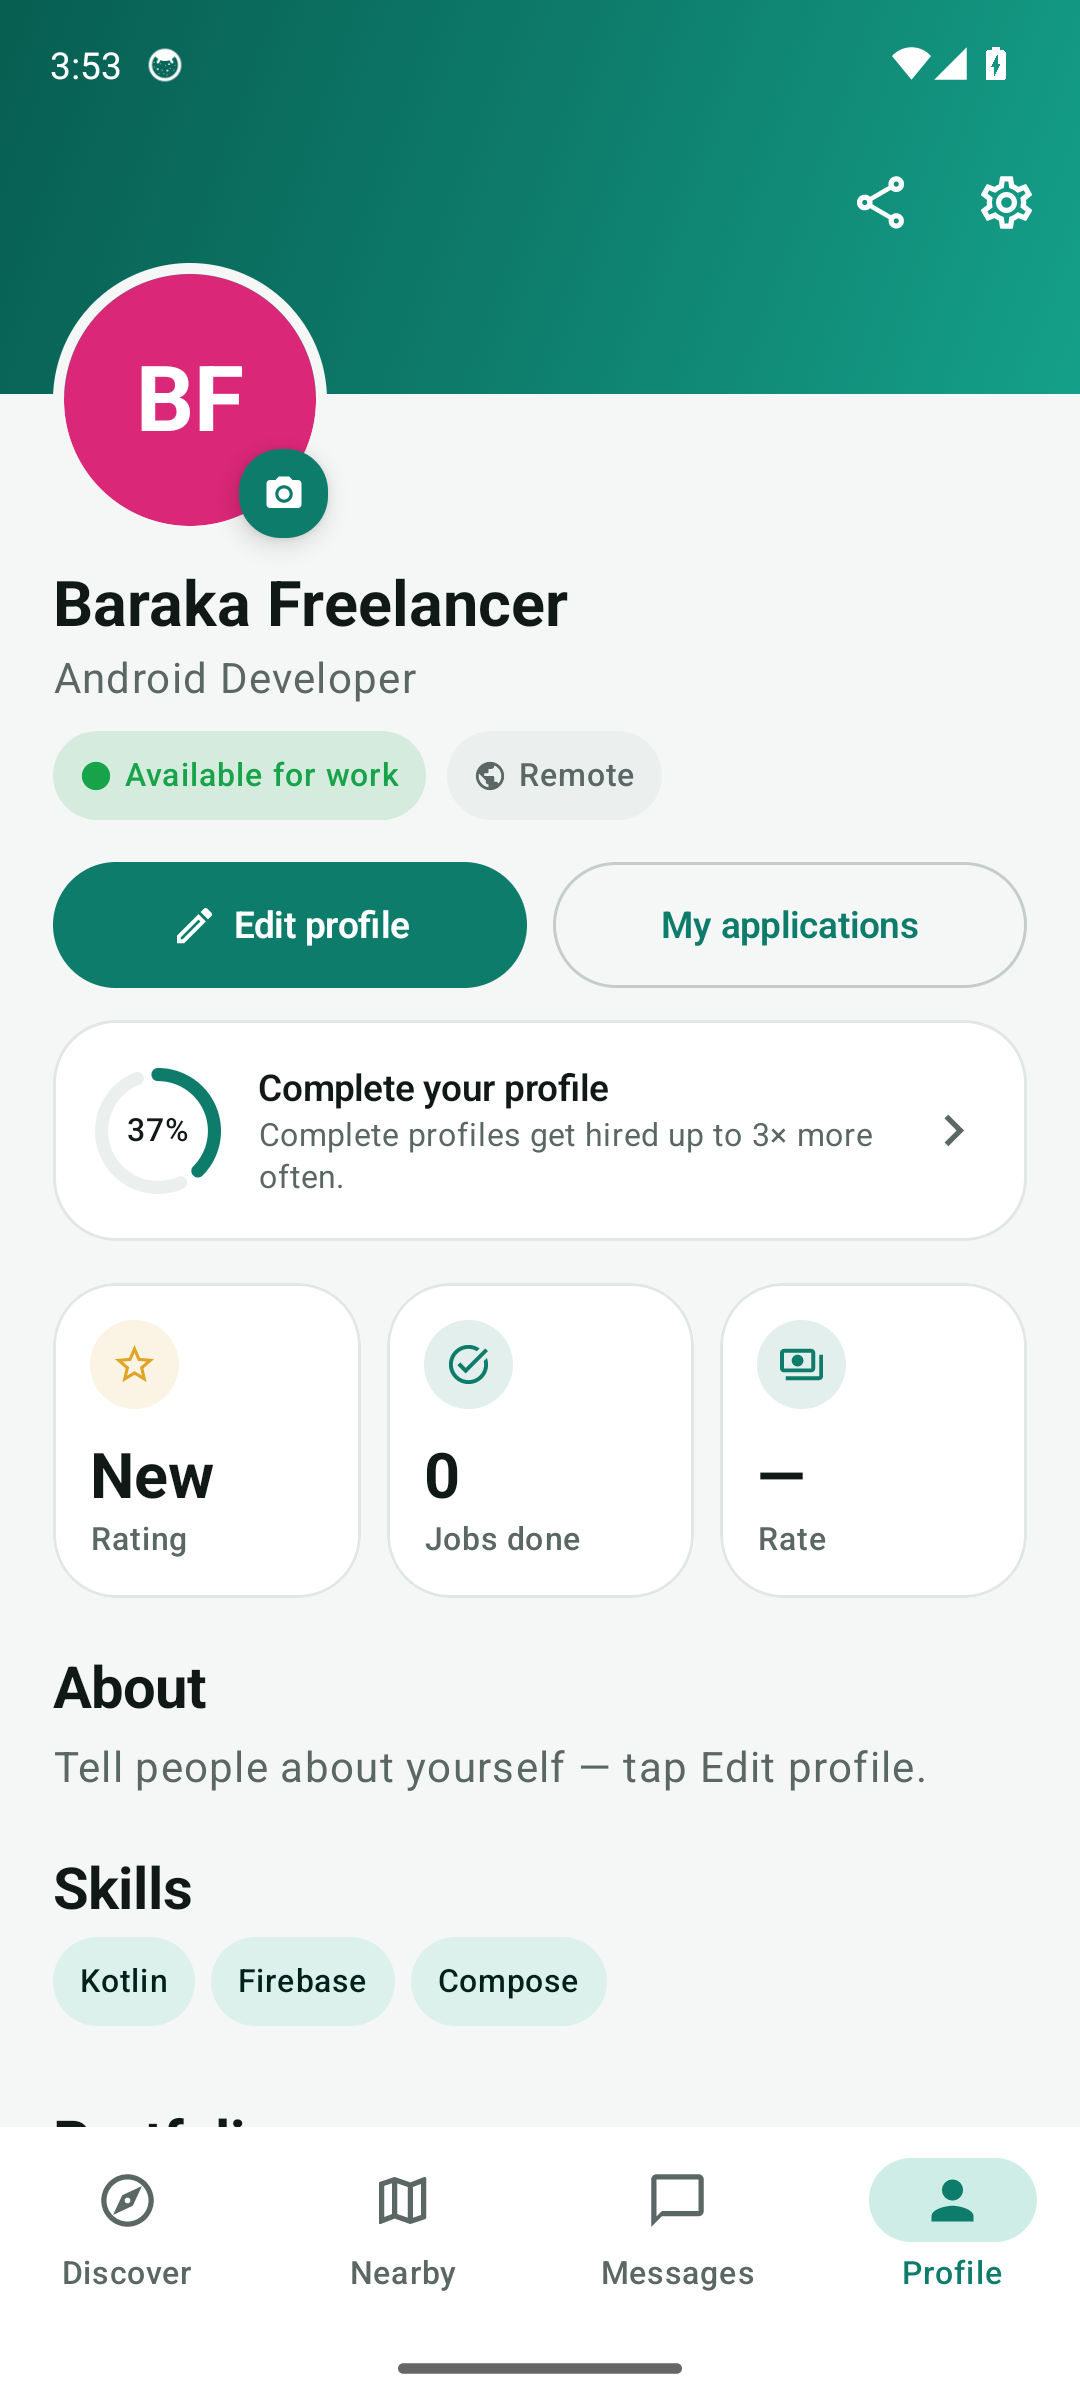 3:53
BF
Baraka Freelancer
Android Developer
Available for work
Remote
Edit profile
My applications
37%
Complete your profile
Complete profiles get hired up to 3× more
often.
New
Rating
0
Jobs done
—
Rate
About
Tell people about yourself — tap Edit profile.
Skills
Kotlin
Firebase
Compose
Discover
Nearby
Messages
Profile